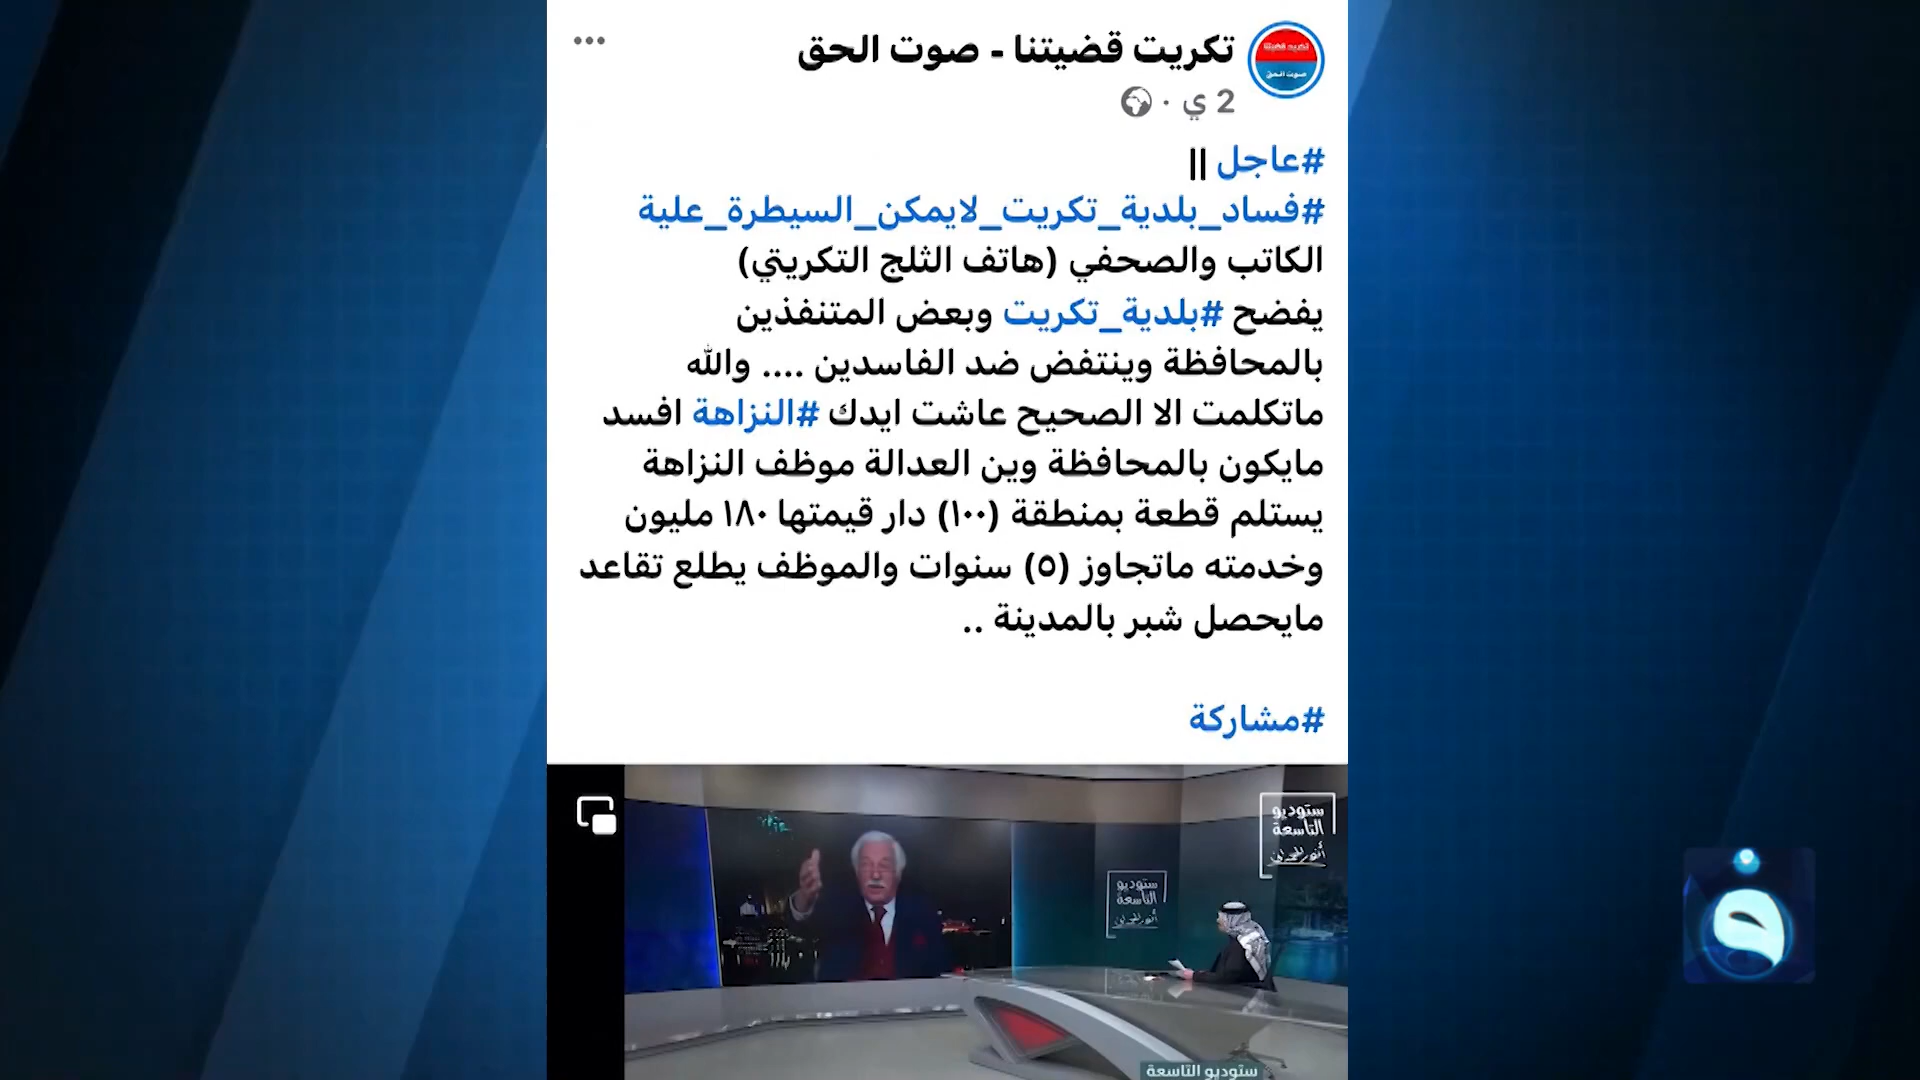 تكريت قضيتنا - صوت الحق
2 ي ·
#عاجل ||
#فساد_بلدية_تكريت_لايمكن_السيطرة_علية
الكاتب والصحفي (هاتف الثلج التكريتي)
يفضح #بلدية_تكريت وبعض المتنفذين
بالمحافظة وينتفض ضد الفاسدين .... والله
ماتكلمت الا الصحيح عاشت ايدك #النزاهة افسد
مايكون بالمحافظة وين العدالة موظف النزاهة
يستلم قطعة بمنطقة (١٠٠) دار قيمتها ١٨٠ مليون
وخدمته ماتجاوز (٥) سنوات والموظف يطلع تقاعد
مايحصل شبر بالمدينة ..
#مشاركة
ستوديو
التاسعة
ستوديو
التاسعة
ستوديو التاسعة